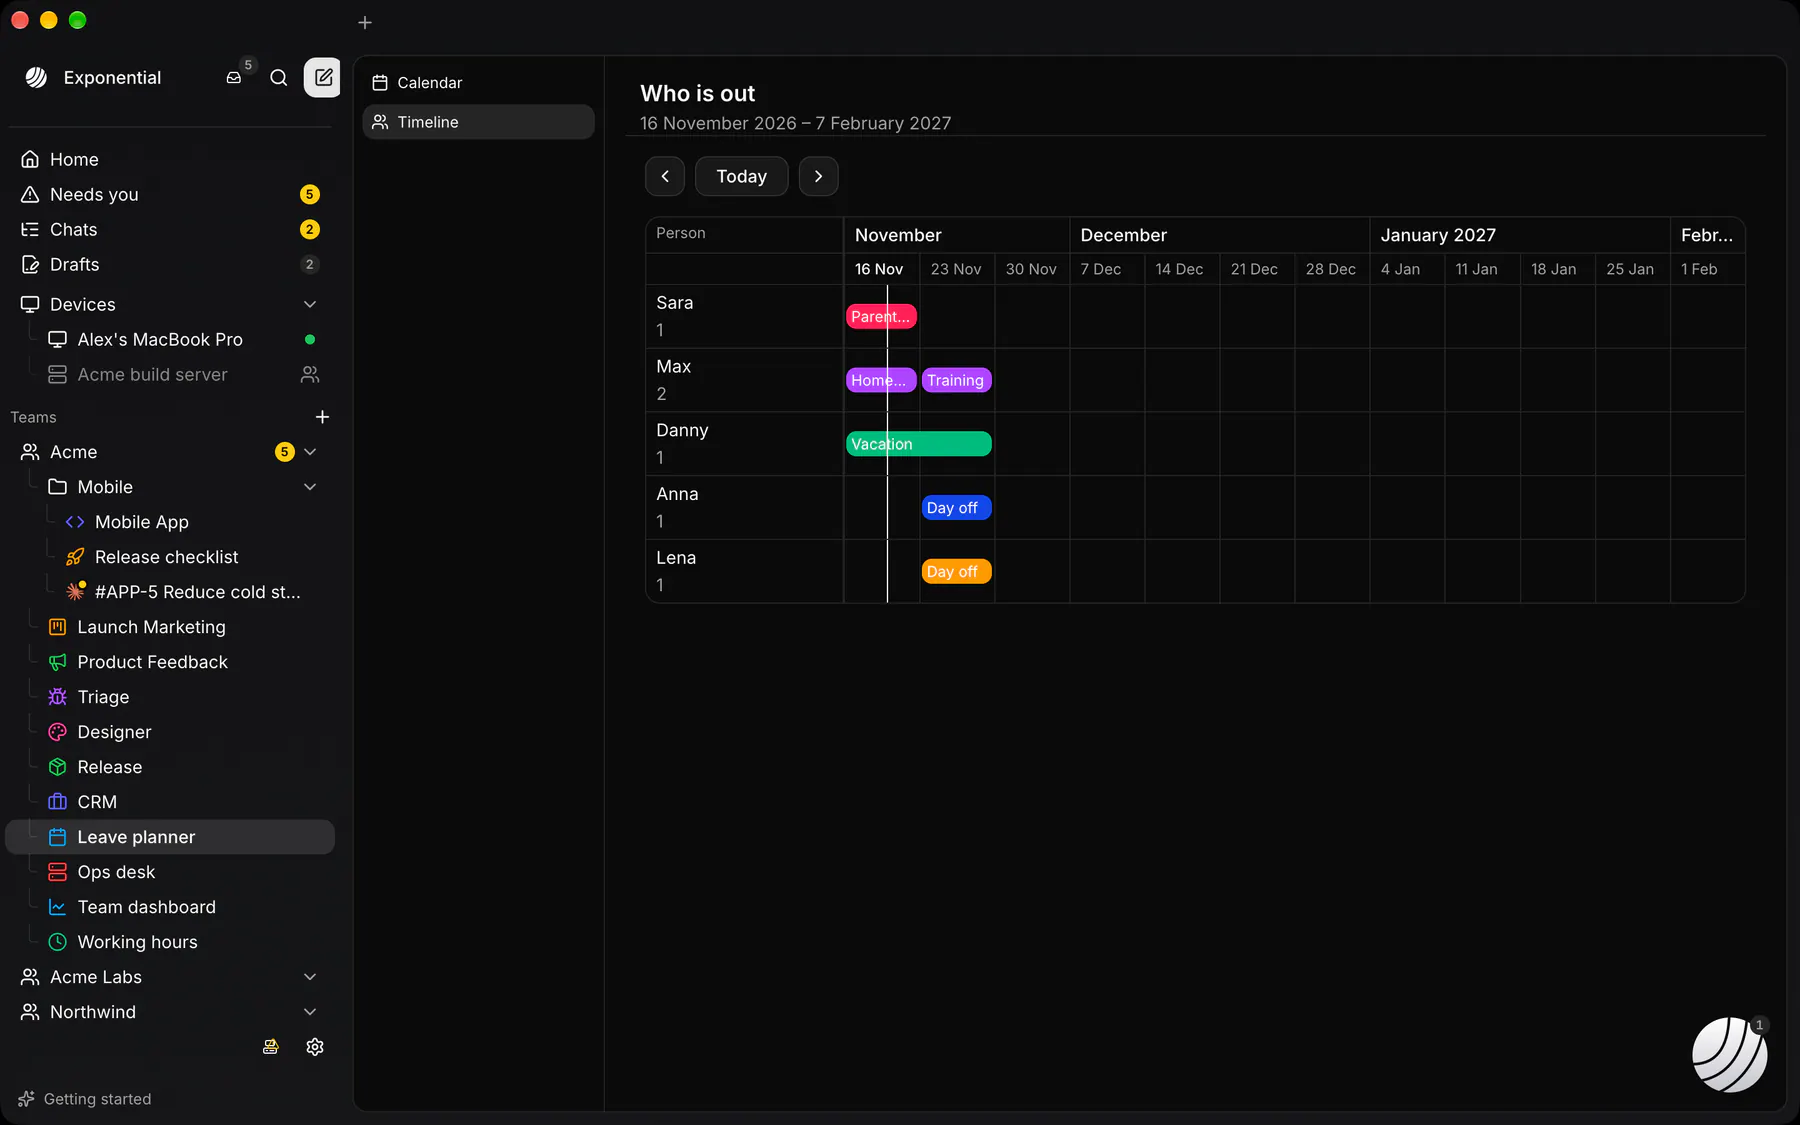 Exponential
5
Home
Needs you
5
Chats
2
Drafts
2
Devices
Alex's MacBook Pro
Acme build server
Teams
Acme
5
Mobile
Mobile App
Release checklist
#APP-5 Reduce cold st...
Launch Marketing
Product Feedback
Triage
Designer
Release
CRM
Leave planner
Ops desk
Team dashboard
Working hours
Acme Labs
Northwind
Getting started
Calendar
Timeline
Who is out
16 November 2026 – 7 February 2027
Today
Person
November
December
January 2027
Febr...
16 Nov
23 Nov
30 Nov
7 Dec
14 Dec
21 Dec
28 Dec
4 Jan
11 Jan
18 Jan
25 Jan
1 Feb
Sara
1
Parent...
Max
2
Home...
Training
Danny
1
Vacation
Anna
1
Day off
Lena
1
Day off
1